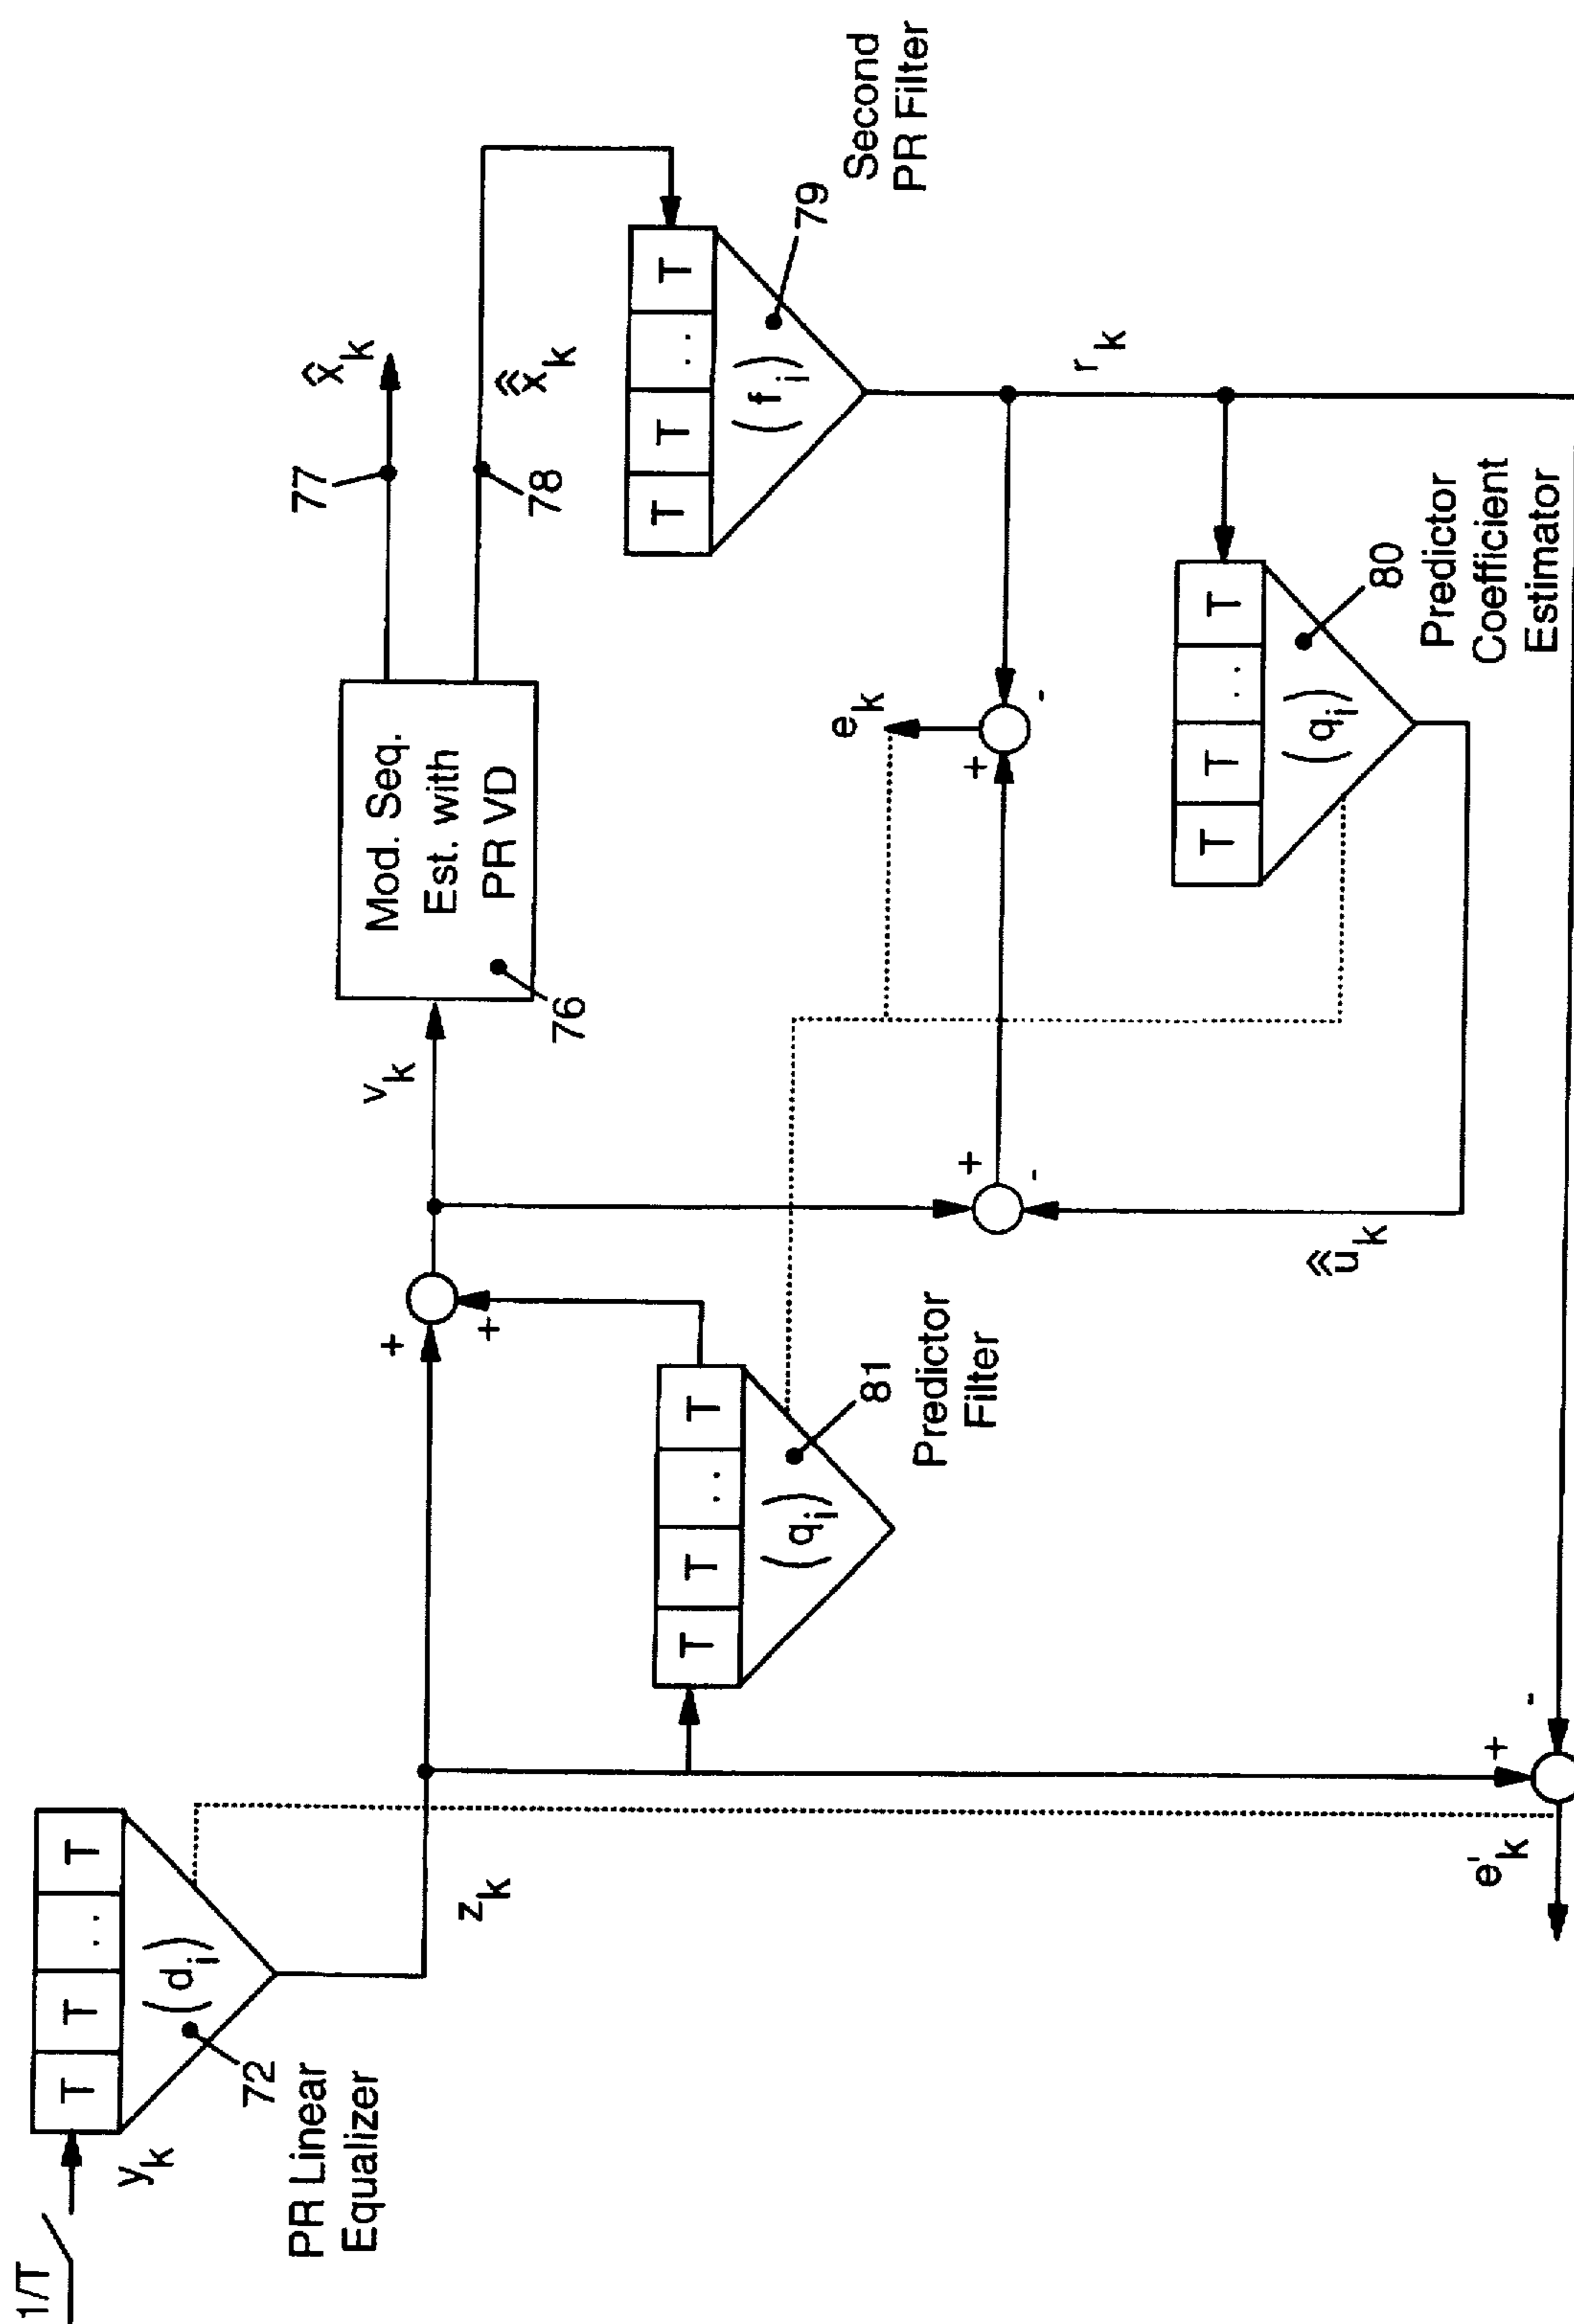 1/T
y_k
T T .. T
(d_i)
72
PR Linear
Equalizer
z_k
+
+
T T .. T
(q_i)
81
Predictor
Filter
v_k
Mod. Seq.
Est. with
PR VD
76
77
x̂_k
78
x̂̂_k
T T .. T
(f_i)
79
Second
PR Filter
r_k
+
-
e_k
+
-
û̂_k
T T .. T
(q_i)
80
Predictor
Coefficient
Estimator
+
-
e'_k